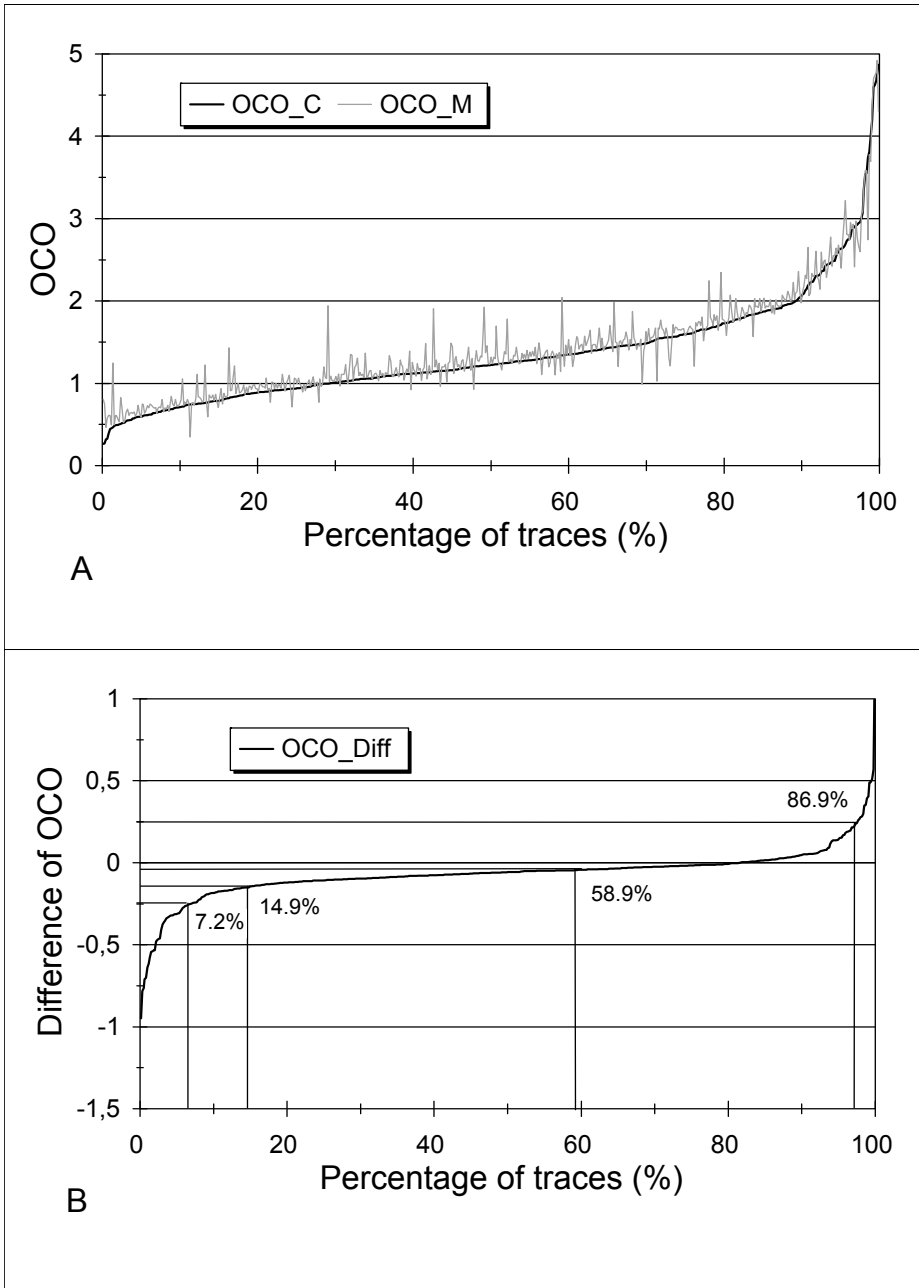 5
4
3
2
1
0
OCO
OCO_C OCO_M
0 20 40 60 80 100
Percentage of traces (%)
A
1
0,5
0
-0,5
-1
-1,5
Difference of OCO
OCO_Diff
86.9%
7.2%
14.9%
58.9%
0 20 40 60 80 100
Percentage of traces (%)
B